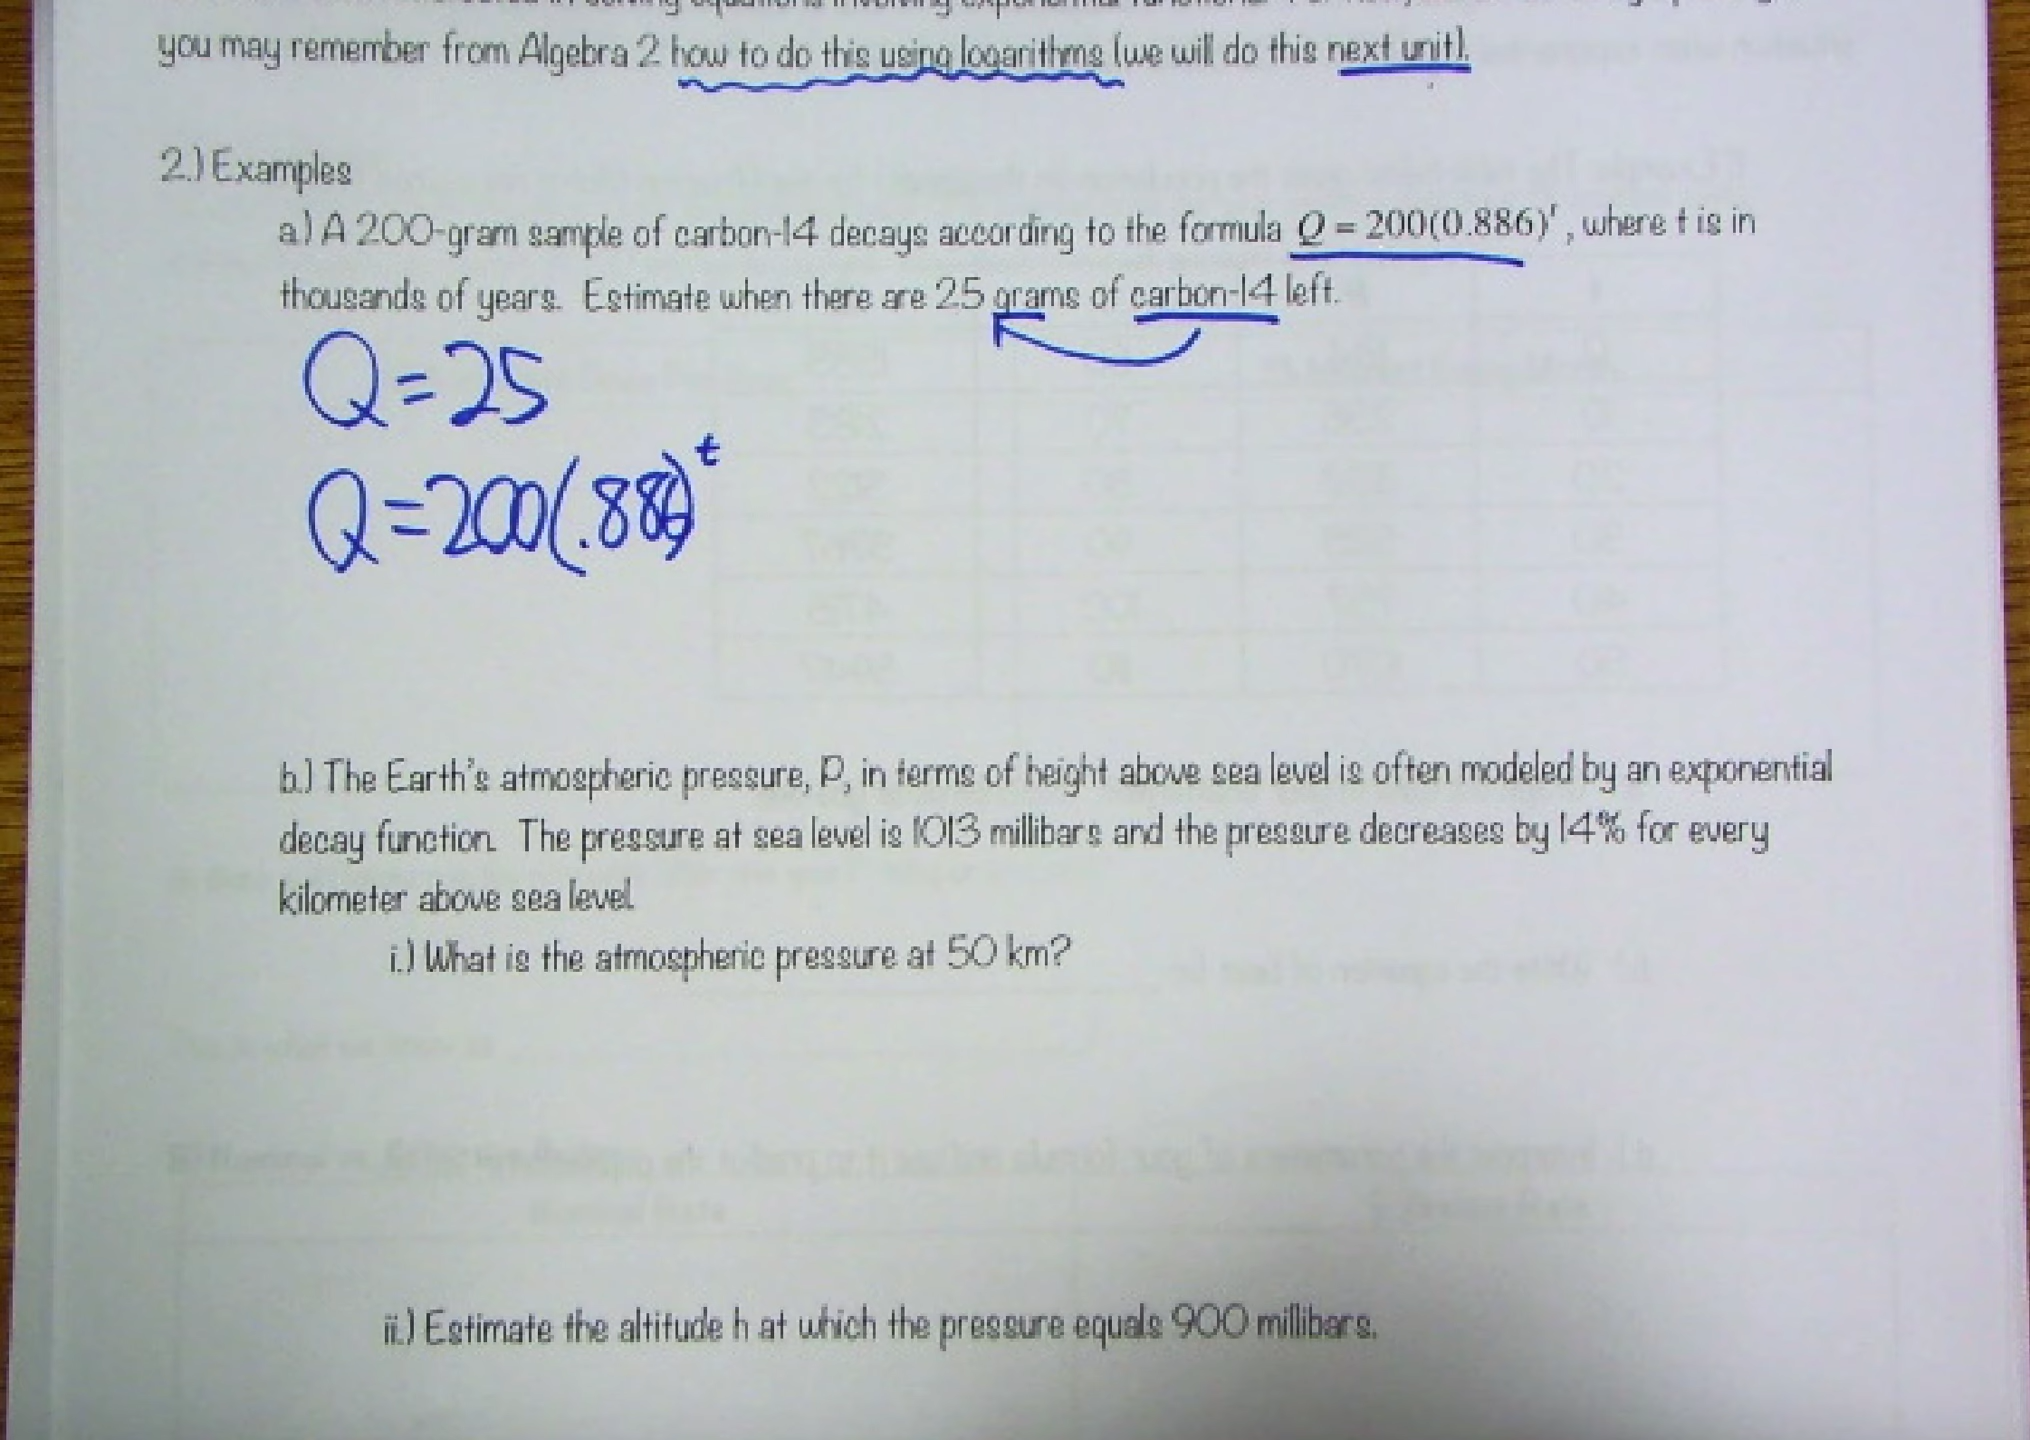 you may remember from Algebra 2 how to do this using logarithms (we will do this next unit).
2.) Examples
a.) A 200-gram sample of carbon-14 decays according to the formula Q = 200(0.886)^t, where t is in
thousands of years. Estimate when there are 25 grams of carbon-14 left.
Q = 25
Q = 200(.886)^t
b.) The Earth's atmospheric pressure, P, in terms of height above sea level is often modeled by an exponential
decay function. The pressure at sea level is 1013 millibars and the pressure decreases by 14% for every
kilometer above sea level.
i.) What is the atmospheric pressure at 50 km?
ii.) Estimate the altitude h at which the pressure equals 900 millibars.